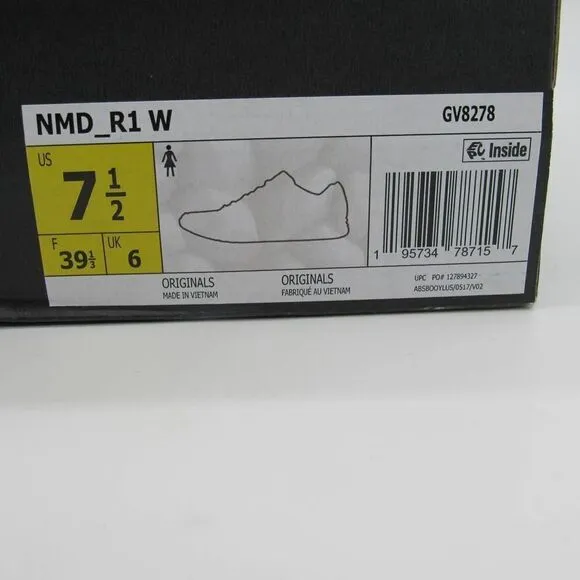 NMD_R1 W
GV8278
US
7 1/2
F
39 1/3
UK
6
Inside
1 95734 78715 7
ORIGINALS
MADE IN VIETNAM
ORIGINALS
FABRIQUÉ AU VIETNAM
UPC PO# 127894327
ABSBOOYLUS/0517/V02